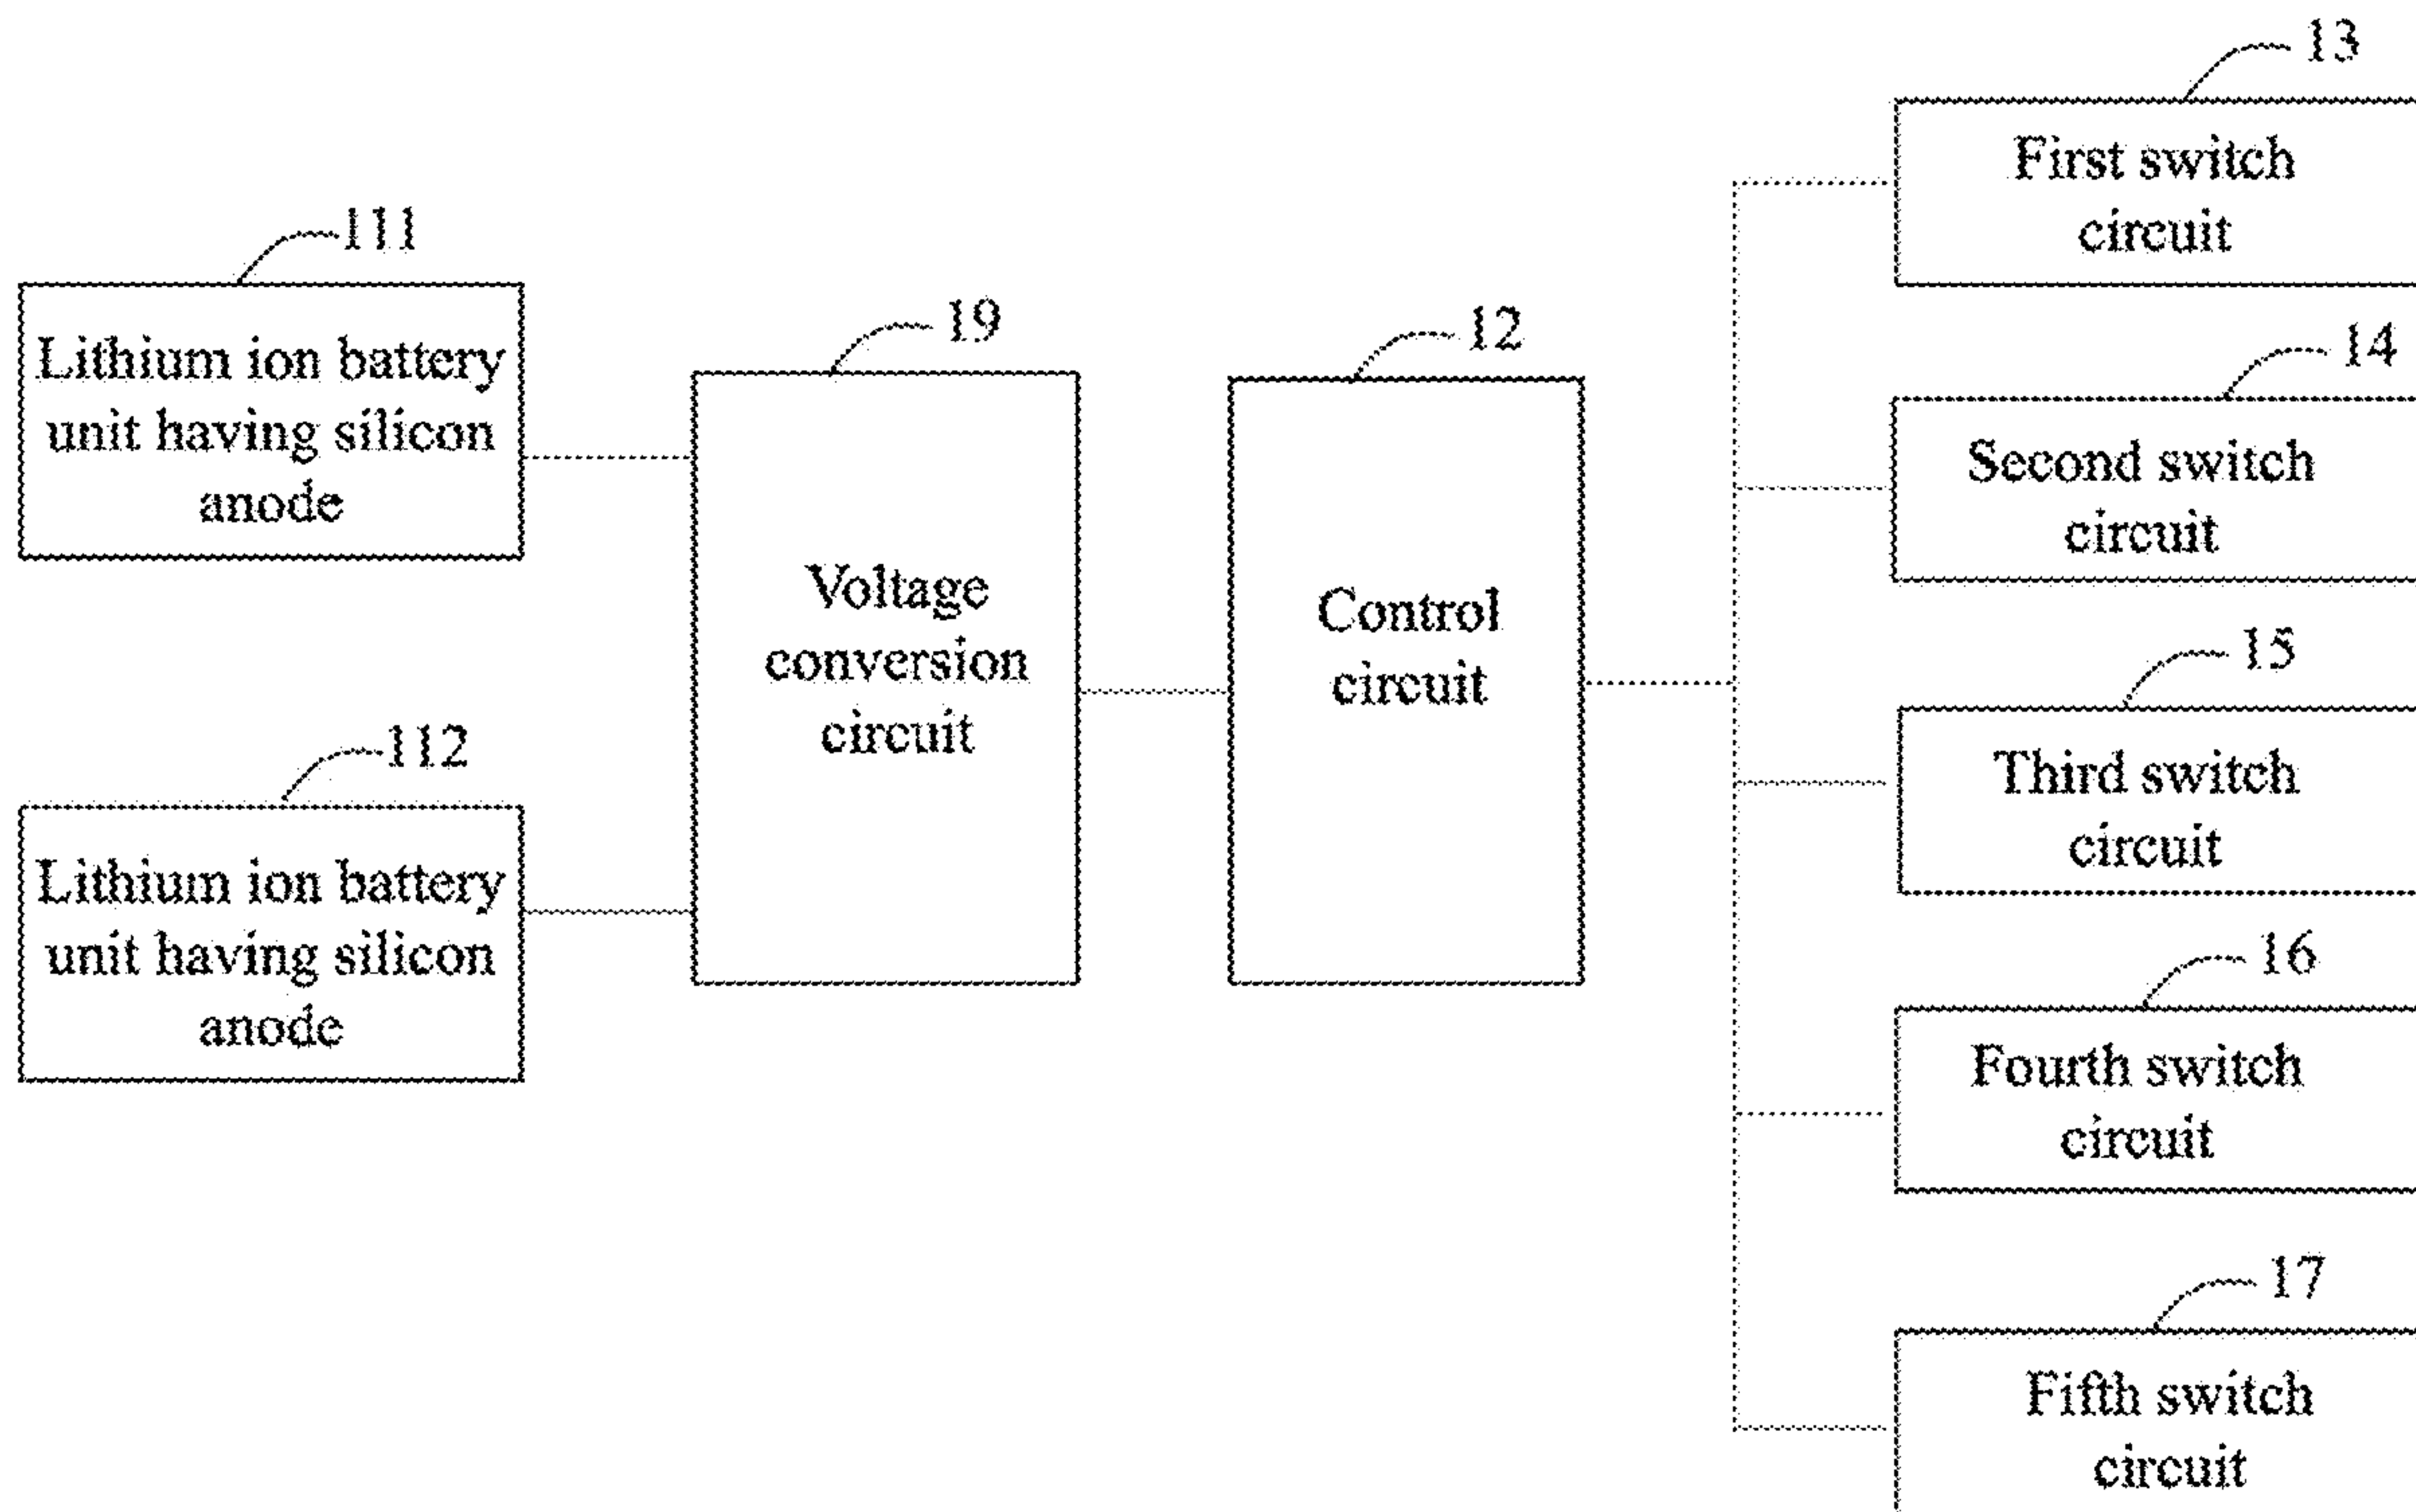 13
First switch
circuit
111
Lithium ion battery
unit having silicon
anode
19
Voltage
conversion
circuit
12
Control
circuit
14
Second switch
circuit
15
Third switch
circuit
112
Lithium ion battery
unit having silicon
anode
16
Fourth switch
circuit
17
Fifth switch
circuit